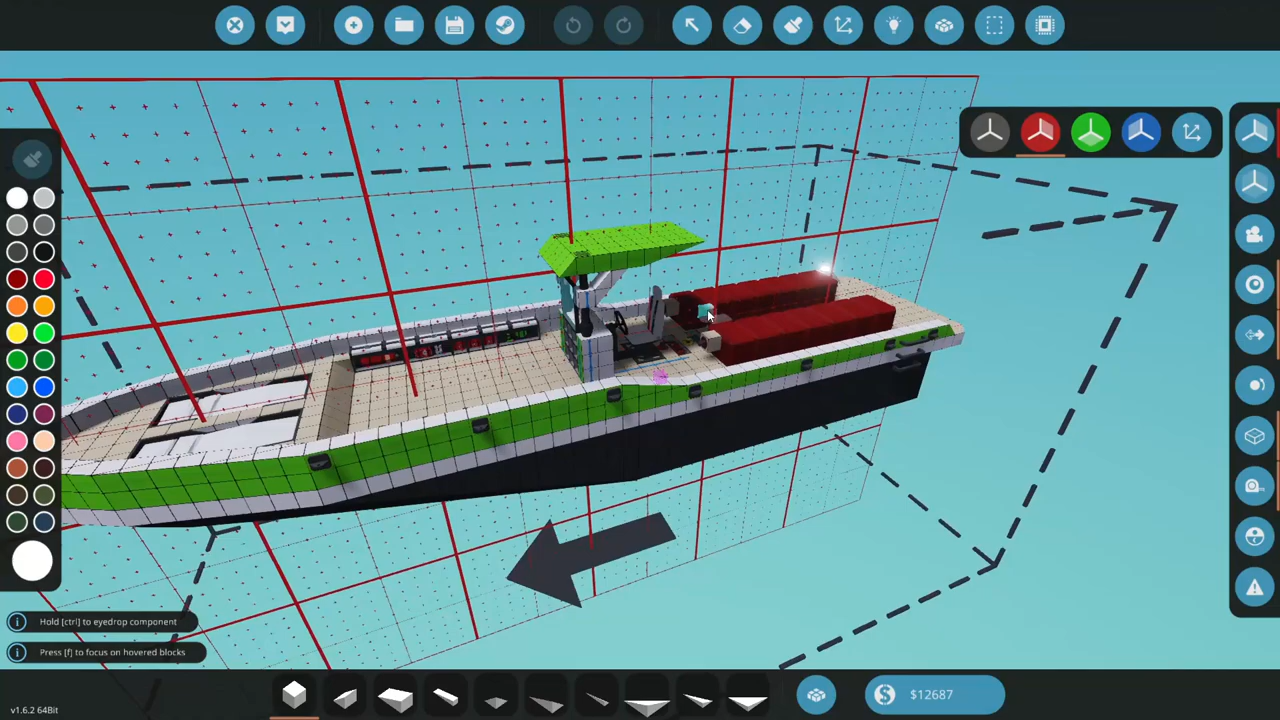 Hold [ctrl] to eyedrop component
Press [f] to focus on hovered blocks
$12687
v1.6.2 64Bit